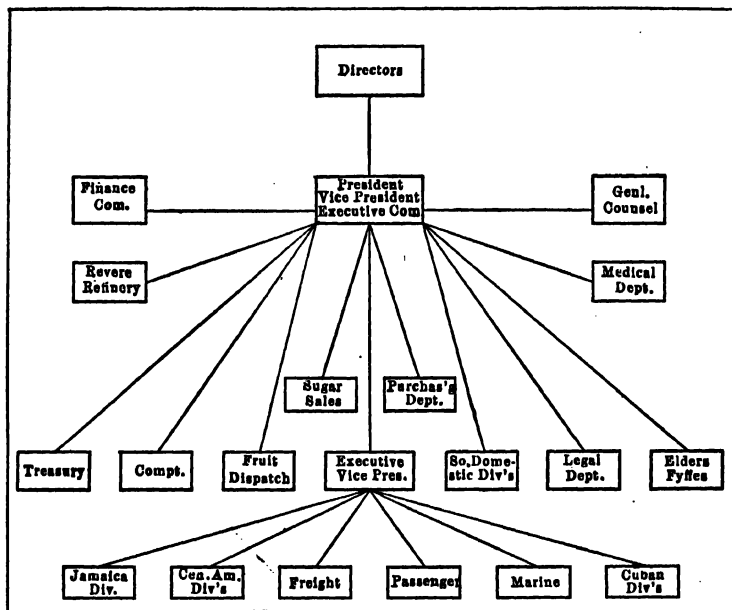 Directors
Finance
Com.
President
Vice President
Executive Com
Genl.
Counsel
Revere
Refinery
Medical
Dept.
Sugar
Sales
Purchas'g
Dept.
Treasury
Compt.
Fruit
Dispatch
Executive
Vice Pres.
So. Dome-
stic Div's
Legal
Dept.
Elders
Fyffes
Jamaica
Div.
Cen. Am.
Div's
Freight
Passenger
Marine
Cuban
Div's